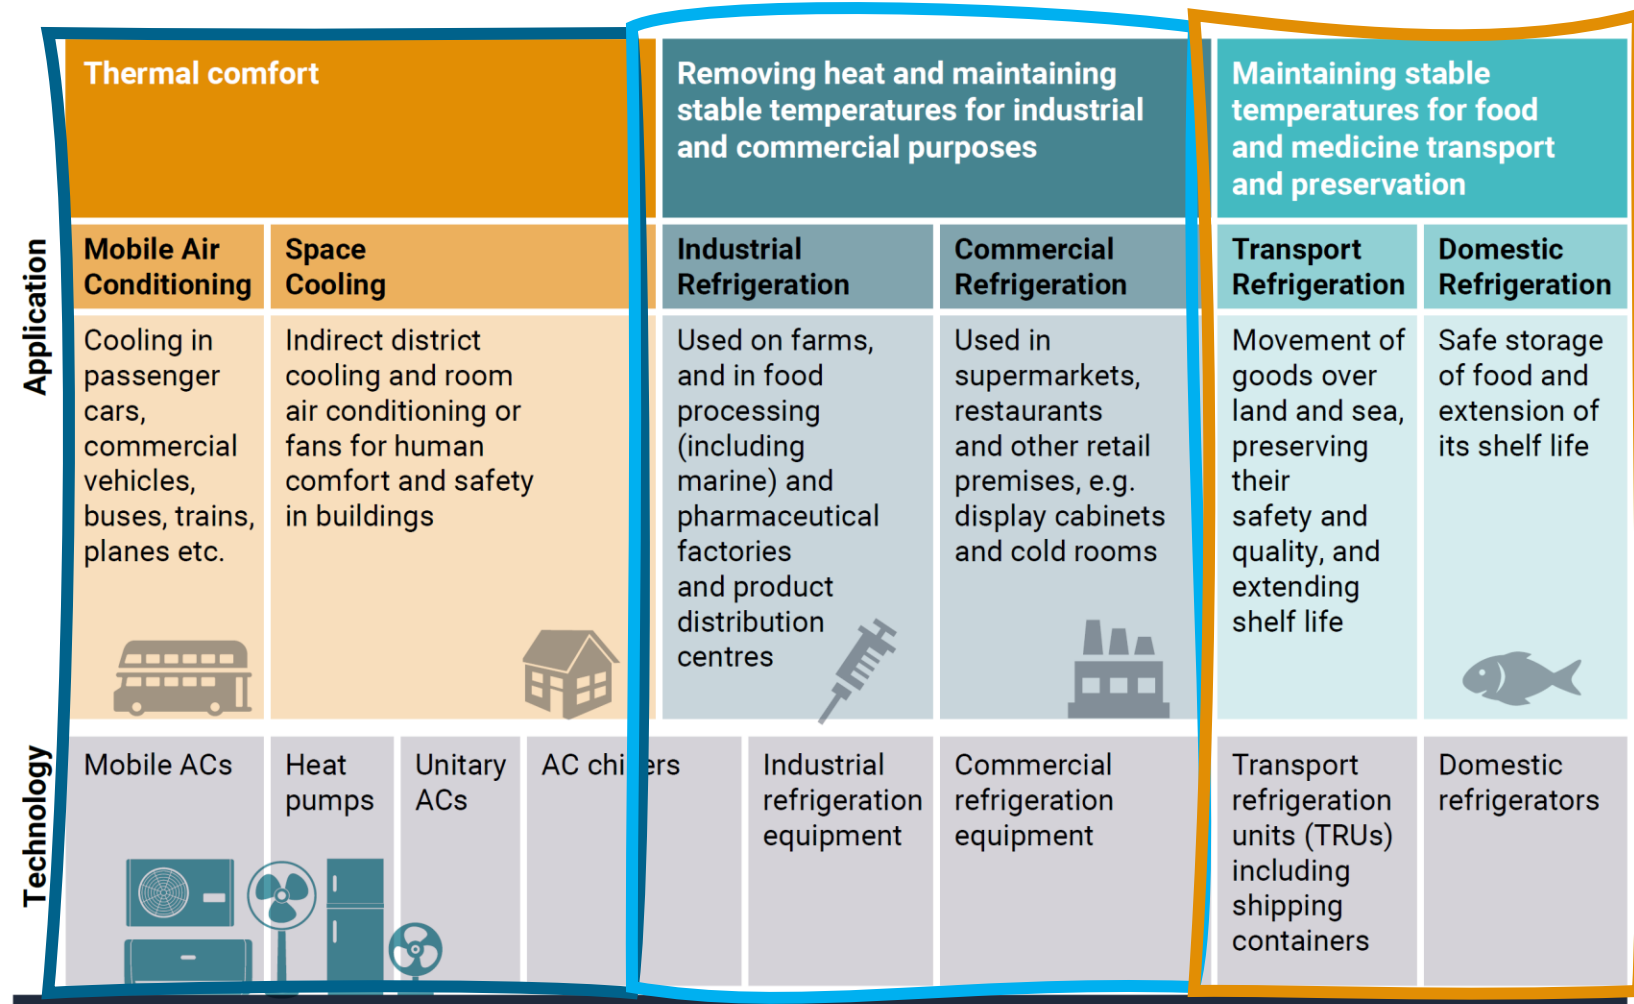 Thermal comfort
Removing heat and maintaining
stable temperatures for industrial
and commercial purposes
Maintaining stable
temperatures for food
and medicine transport
and preservation
Application
Mobile Air
Conditioning
Space
Cooling
Industrial
Refrigeration
Commercial
Refrigeration
Transport
Refrigeration
Domestic
Refrigeration
Cooling in
passenger
cars,
commercial
vehicles,
buses, trains,
planes etc.
Indirect district
cooling and room
air conditioning or
fans for human
comfort and safety
in buildings
Used on farms,
and in food
processing
(including
marine) and
pharmaceutical
factories
and product
distribution
centres
Used in
supermarkets,
restaurants
and other retail
premises, e.g.
display cabinets
and cold rooms
Movement of
goods over
land and sea,
preserving
their
safety and
quality, and
extending
shelf life
Safe storage
of food and
extension of
its shelf life
Technology
Mobile ACs
Heat
pumps
Unitary
ACs
AC chillers
Industrial
refrigeration
equipment
Commercial
refrigeration
equipment
Transport
refrigeration
units (TRUs)
including
shipping
containers
Domestic
refrigerators